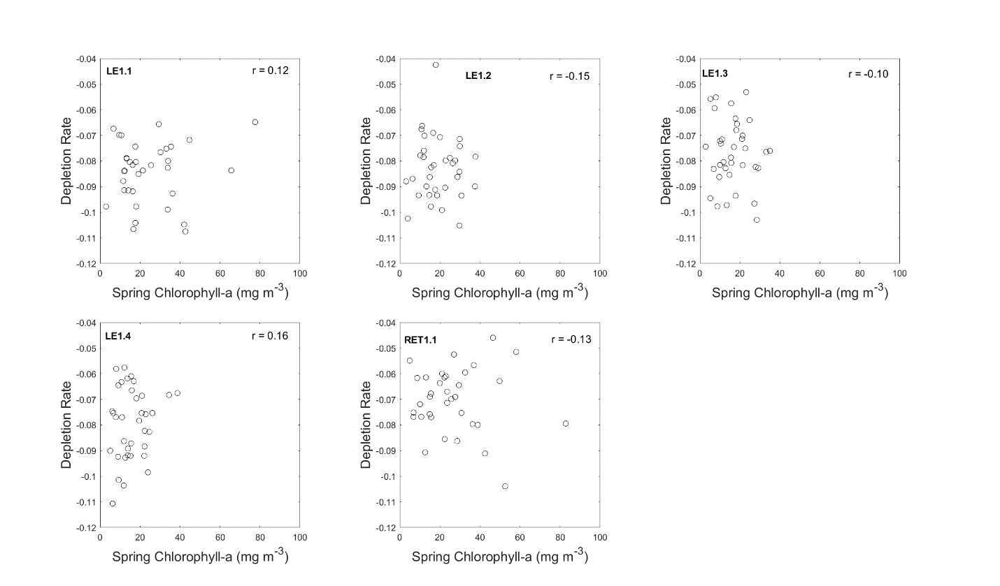 LE1.1
r = 0.12
-0.04
-0.05
-0.06
-0.07
-0.08
-0.09
-0.1
-0.11
-0.12
Depletion Rate
0 20 40 60 80 100
Spring Chlorophyll-a (mg m-3)
LE1.2
r = -0.15
-0.04
-0.05
-0.06
-0.07
-0.08
-0.09
-0.1
-0.11
-0.12
Depletion Rate
0 20 40 60 80 100
Spring Chlorophyll-a (mg m-3)
LE1.3
r = -0.10
-0.04
-0.05
-0.06
-0.07
-0.08
-0.09
-0.1
-0.11
-0.12
Depletion Rate
0 20 40 60 80 100
Spring Chlorophyll-a (mg m-3)
LE1.4
r = 0.16
-0.04
-0.05
-0.06
-0.07
-0.08
-0.09
-0.1
-0.11
-0.12
Depletion Rate
0 20 40 60 80 100
Spring Chlorophyll-a (mg m-3)
RET1.1
r = -0.13
-0.04
-0.05
-0.06
-0.07
-0.08
-0.09
-0.1
-0.11
-0.12
Depletion Rate
0 20 40 60 80 100
Spring Chlorophyll-a (mg m-3)